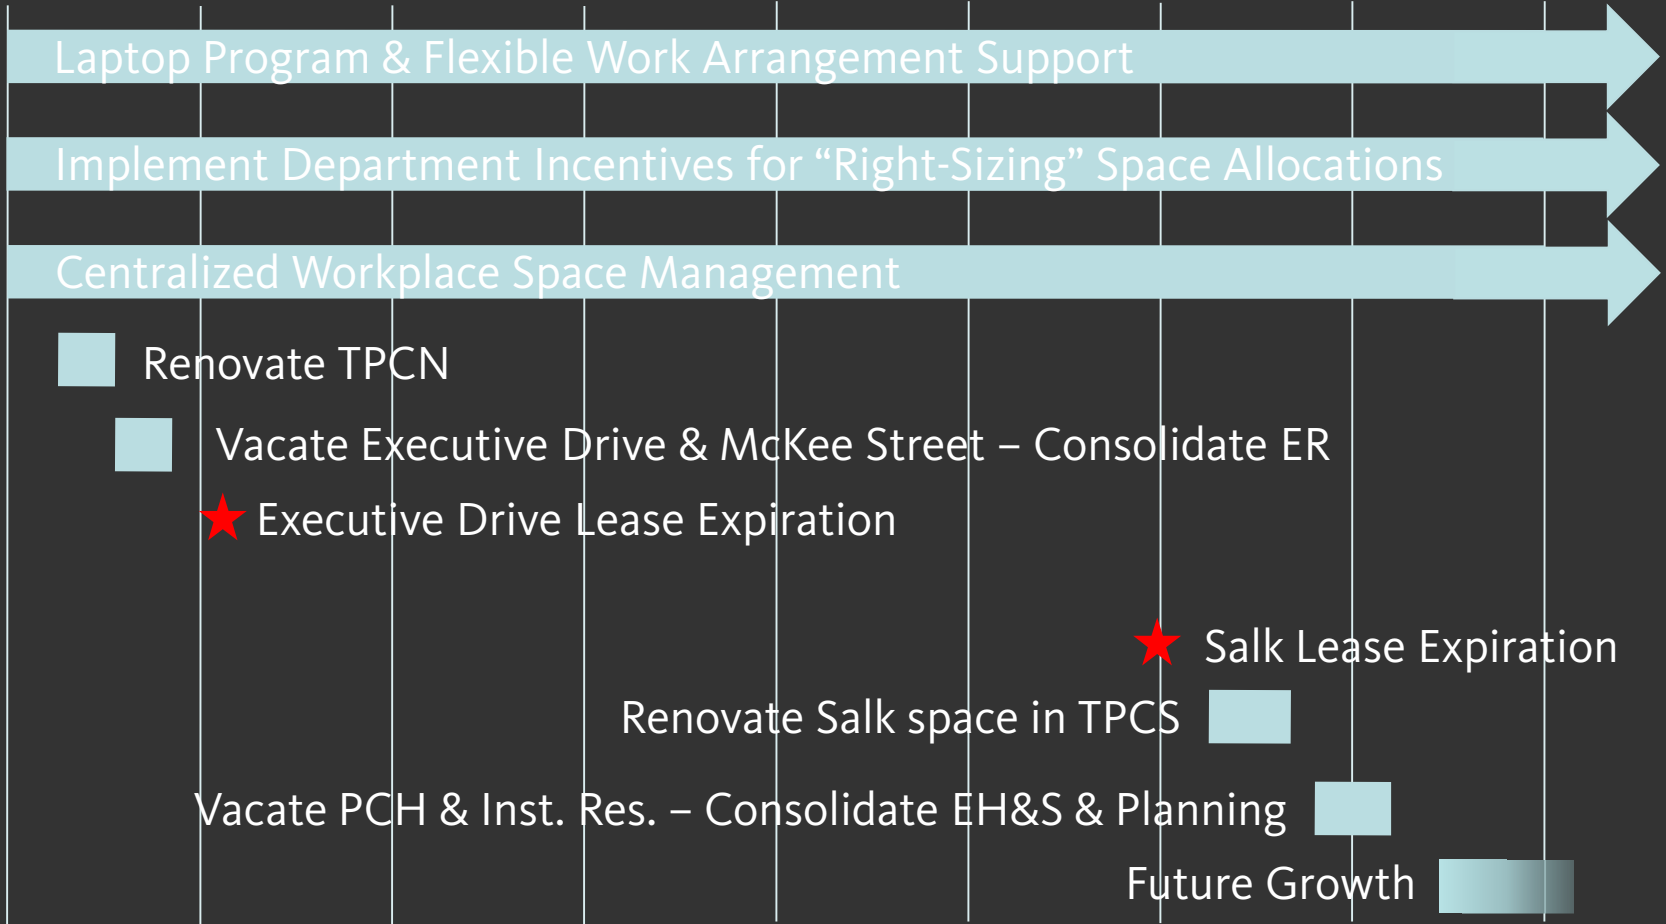 Laptop Program & Flexible Work Arrangement Support
Implement Department Incentives for “Right-Sizing” Space Allocations
Centralized Workplace Space Management
Renovate TPCN
Vacate Executive Drive & McKee Street – Consolidate ER
Executive Drive Lease Expiration
Salk Lease Expiration
Renovate Salk space in TPCS
Vacate PCH & Inst. Res. – Consolidate EH&S & Planning
Future Growth